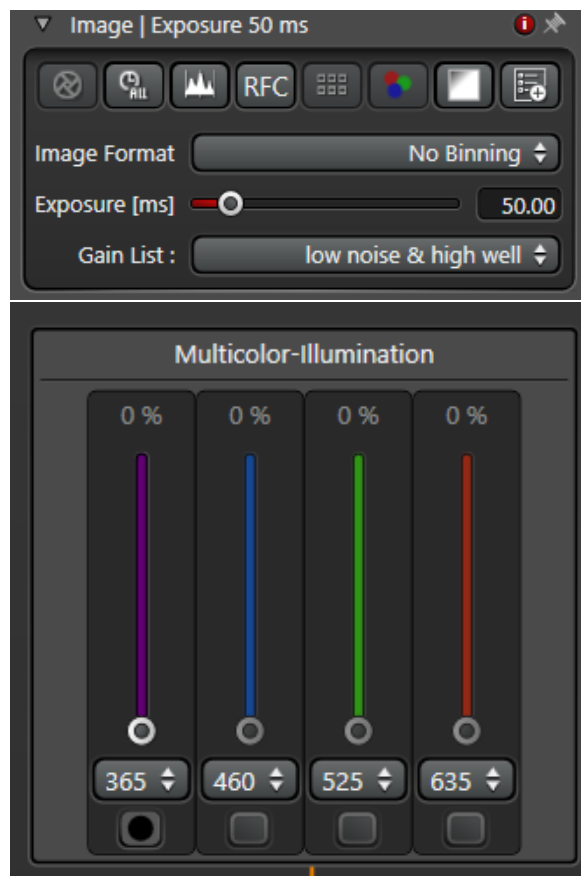 Image | Exposure 50 ms
i
ALL
RFC
Image Format No Binning
Exposure [ms] 50.00
Gain List : low noise & high well
Multicolor-Illumination
0 % 0 % 0 % 0 %
365 460 525 635